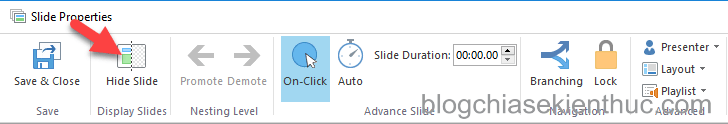 Slide Properties
Save & Close
Hide Slide
Promote Demote
On-Click
Auto
Slide Duration: 00:00.00
Branching
Lock
Presenter
Layout
Playlist
Save
Display Slides
Nesting Level
Advance Slide
Navigation
Advanced
blogchiasekienthuc.com